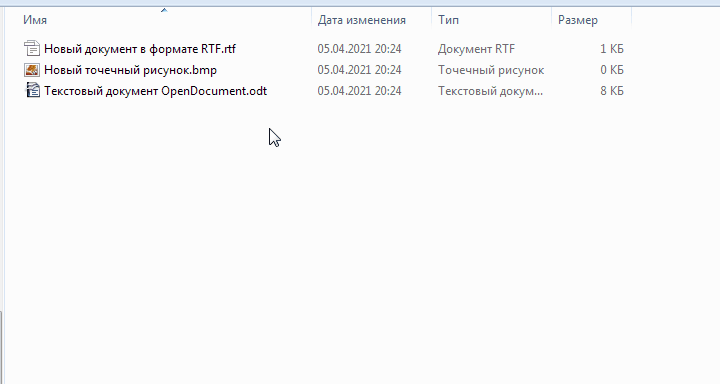 Имя Дата изменения Тип Размер
Новый документ в формате RTF.rtf 05.04.2021 20:24 Документ RTF 1 КБ
Новый точечный рисунок.bmp 05.04.2021 20:24 Точечный рисунок 0 КБ
Текстовый документ OpenDocument.odt 05.04.2021 20:24 Текстовый докум... 8 КБ